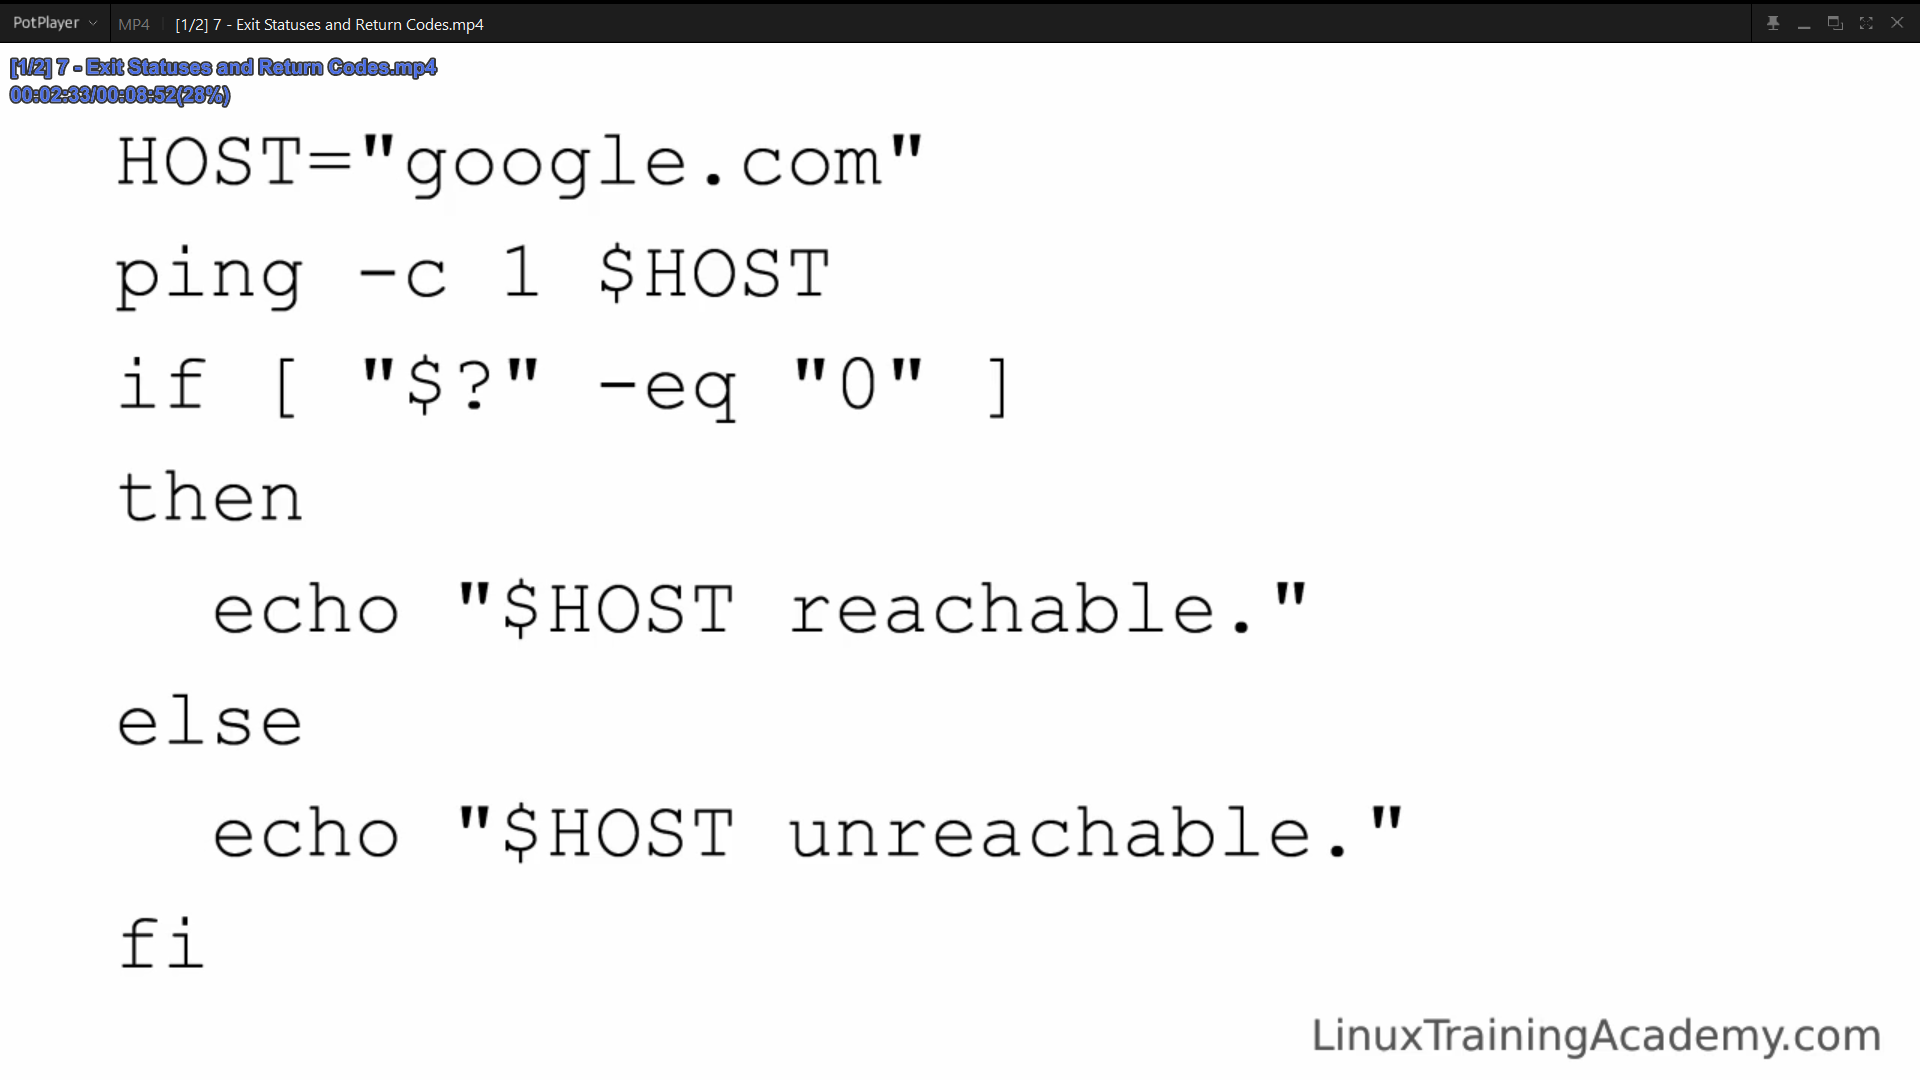 PotPlayer MP4 [1/2] 7 - Exit Statuses and Return Codes.mp4
[1/2] 7 - Exit Statuses and Return Codes.mp4
00:02:33/00:08:52(28%)
HOST="google.com"
ping -c 1 $HOST
if [ "$?" -eq "0" ]
then
  echo "$HOST reachable."
else
  echo "$HOST unreachable."
fi
LinuxTrainingAcademy.com